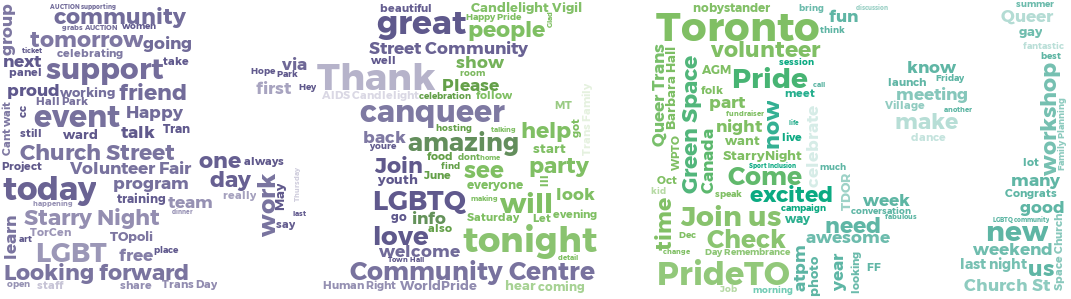 group
AUCTION supporting
community
Queer
grabs AUCTION
women
tomorrow
going
celebrating
ticket
next
take
panel
support
proud
working
friend
Cant wait
cc
Hall Park
event
Happy
still
ward
talk
Tran
Church Street
Project
Volunteer Fair
today
program
training
team
happening
dinner
Starry Night
learn
art
TorCen
TOpoli
LGBT
free
place
Looking forward
open
staff
share
Trans Day
via
Hope
Park
first
Hey
one
always
day
really
work
May
Thursday
last
say
beautiful
Candlelight Vigil
great
Happy Pride
people
Glad
Street Community
well
show
Thank
room
Please
AIDS Candlelight
celebration
follow
canqueer
MT
Trans Family
hosting
talking
help
got
back
youre
amazing
start
Join
food
dont
home
party
find
see
youth
June
everyone
Ill
LGBTQ
making
will
look
go
info
Saturday
Let
evening
love
also
tonight
welcome
Town Hall
detail
Community Centre
Human Right
WorldPride
hear
coming
nobystander
bring
discussion
Toronto
fun
think
volunteer
Queer Trans
Barbara Hall
session
AGM
Pride
call
folk
meet
Green Space
part
fundraiser
now
celebrate
life
night
live
want
WPTO
Canada
StarryNight
Sport Inclusion
much
Come
Oct
kid
speak
excited
TDOR
campaign
time
Join us
way
Dec
Check
change
Day Remembrance
PrideTO
Job
morning
atpm
photo
year
looking
FF
need
awesome
week
conversation
fabulous
know
launch
Friday
meeting
Village
another
make
dance
summer
Queer
gay
fantastic
best
workshop
Family Planning
lot
many
Congrats
good
LGBTQ community
new
weekend
Space Church
last night
us
Church St